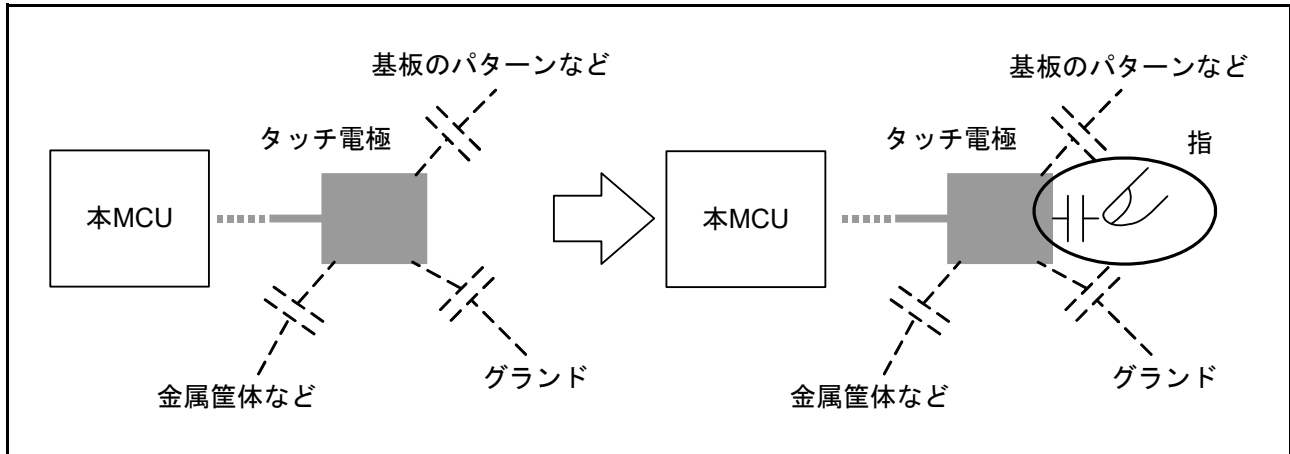 基板のパターンなど
タッチ電極
本MCU
金属筐体など
グランド
基板のパターンなど
タッチ電極
指
本MCU
金属筐体など
グランド